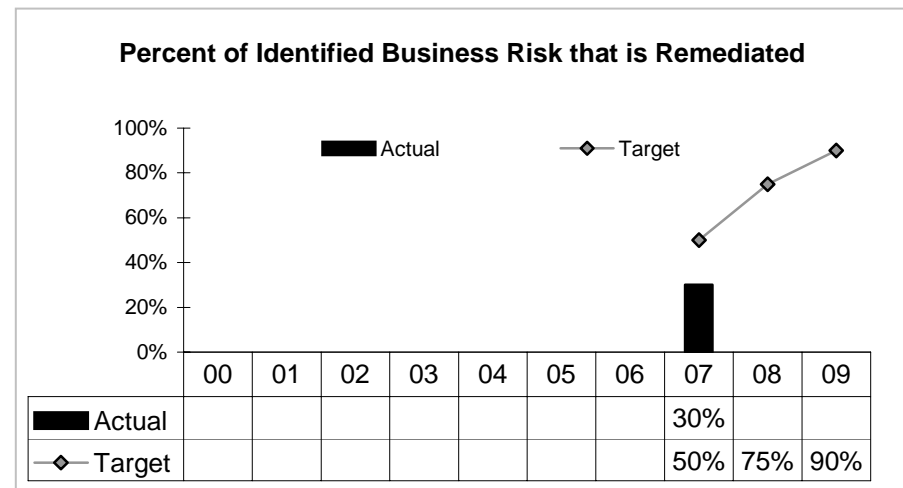 Percent of Identified Business Risk that is Remediated
Actual Target
100%
80%
60%
40%
20%
0%
00 01 02 03 04 05 06 07 08 09
Actual 30%
Target 50% 75% 90%